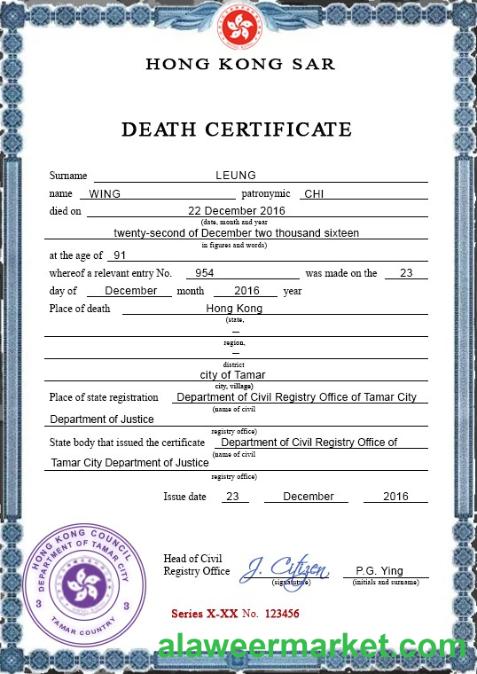 HONG KONG SAR
DEATH CERTIFICATE
Surname LEUNG
name WING patronymic CHI
died on 22 December 2016
(date, month and year
twenty-second of December two thousand sixteen
in figures and words)
at the age of 91
whereof a relevant entry No. 954 was made on the 23
day of December month 2016 year
Place of death Hong Kong
(state,
—
region,
—
district
city of Tamar
city, village)
Place of state registration Department of Civil Registry Office of Tamar City
(name of civil
Department of Justice
registry office)
State body that issued the certificate Department of Civil Registry Office of
(name of civil
Tamar City Department of Justice
registry office)
Issue date 23 December 2016
HONG KONG COUNCIL
DEPARTMENT OF TAMAR CITY
3 3
TAMAR COUNTRY
Head of Civil
Registry Office J. Citizen P.G. Ying
(signature) (initials and surname)
Series X-XX No. 123456
alaweermarket.com